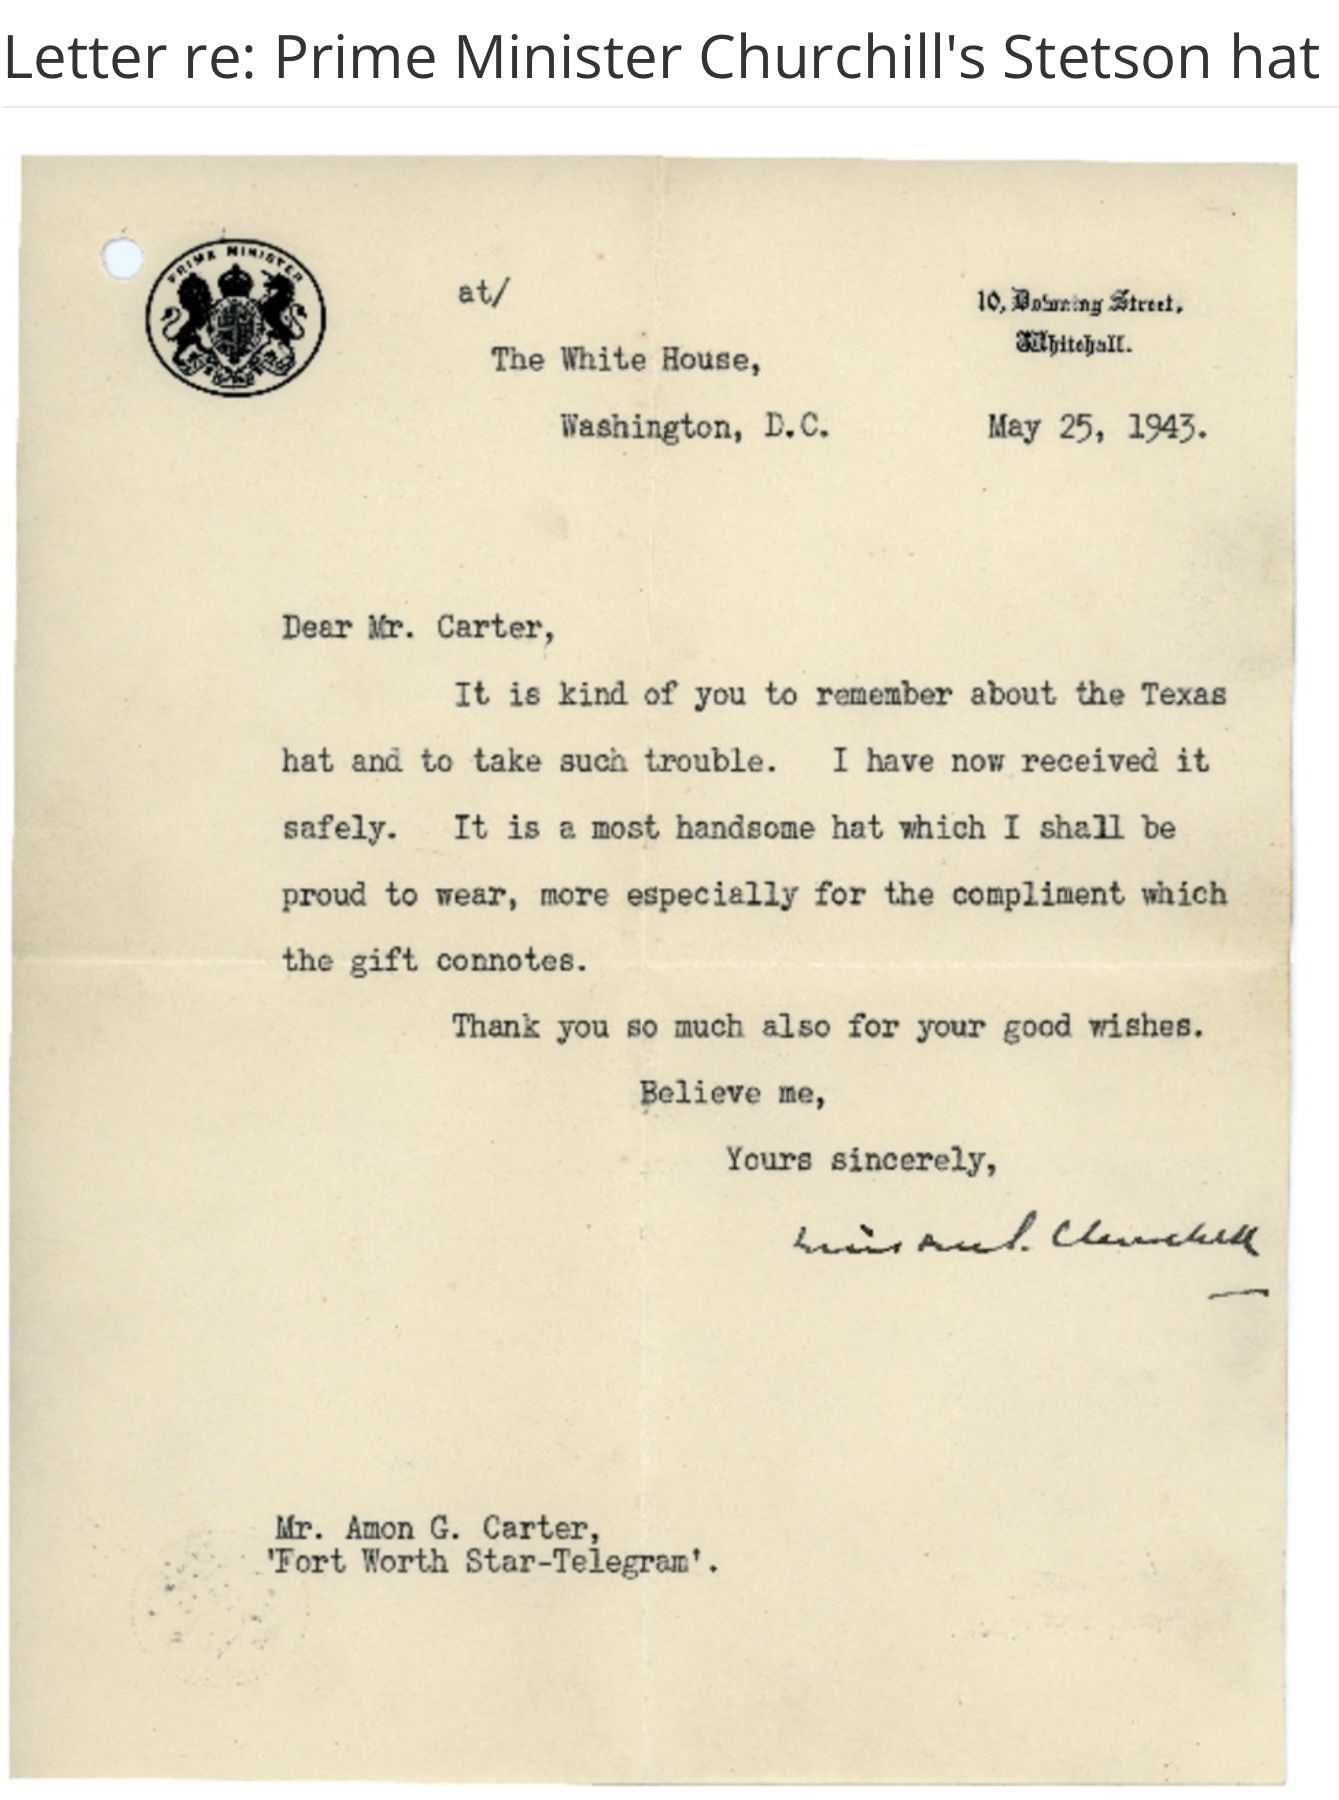 Letter re: Prime Minister Churchill's Stetson hat
PRIME MINISTER
at/
10, Downing Street,
Whitehall.
The White House,
Washington, D.C.
May 25, 1943.
Dear Mr. Carter,
It is kind of you to remember about the Texas
hat and to take such trouble. I have now received it
safely. It is a most handsome hat which I shall be
proud to wear, more especially for the compliment which
the gift connotes.
Thank you so much also for your good wishes.
Believe me,
Yours sincerely,
Winston S. Churchill
Mr. Amon G. Carter,
'Fort Worth Star-Telegram'.